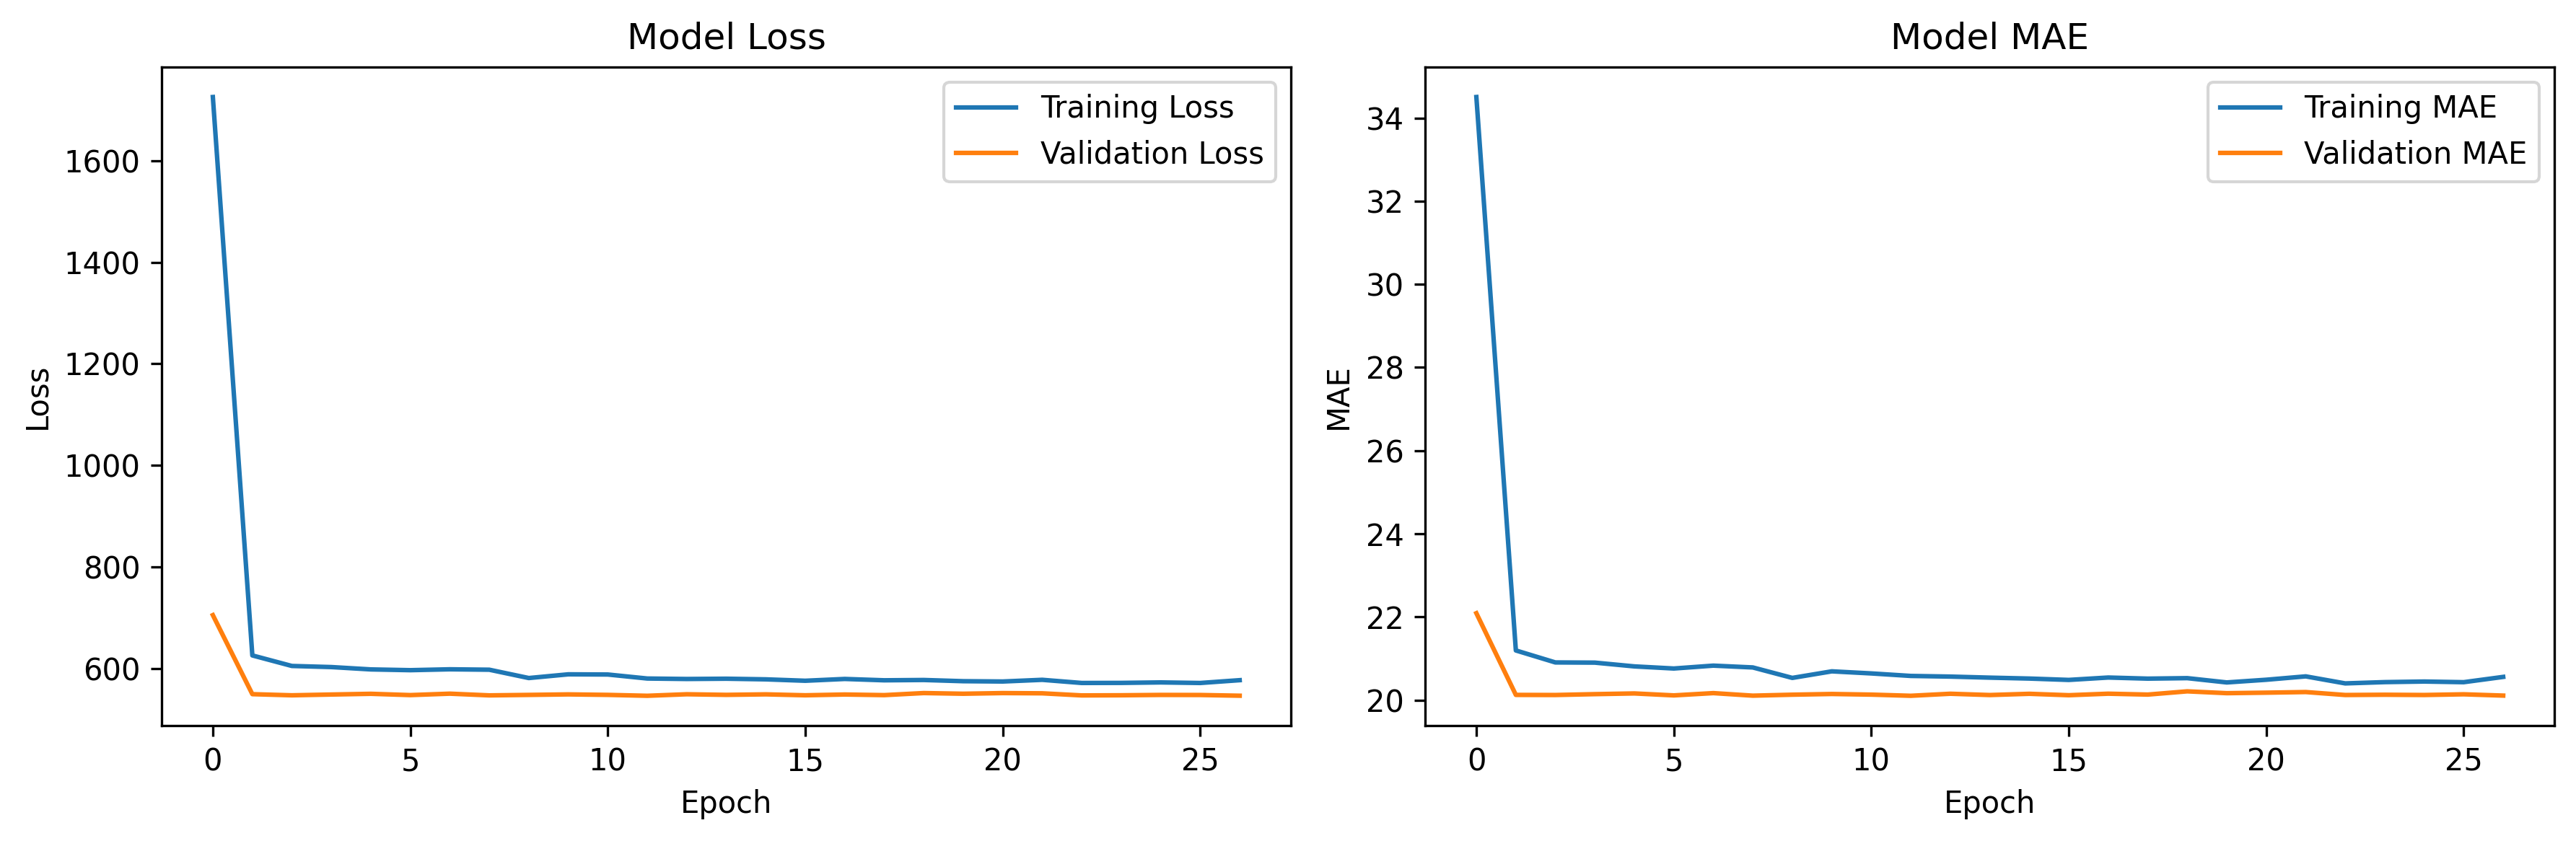 Model Loss
Training Loss
Validation Loss
1600
1400
1200
1000
800
600
Loss
0 5 10 15 20 25
Epoch
Model MAE
Training MAE
Validation MAE
34
32
30
28
26
24
22
20
MAE
0 5 10 15 20 25
Epoch